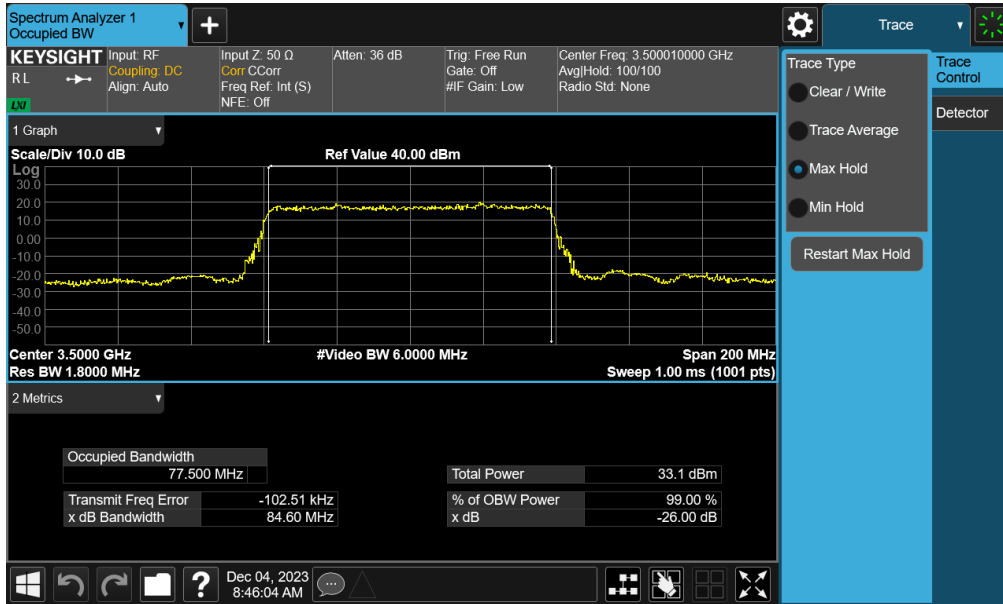 Spectrum Analyzer 1
Occupied BW
+
Trace
KEYSIGHT
R L
LXI
Input: RF
Coupling: DC
Align: Auto
Input Z: 50 Ω
Corr CCorr
Freq Ref: Int (S)
NFE: Off
Atten: 36 dB
Trig: Free Run
Gate: Off
#IF Gain: Low
Center Freq: 3.500010000 GHz
Avg|Hold: 100/100
Radio Std: None
1 Graph
Scale/Div 10.0 dB
Ref Value 40.00 dBm
Log
30.0
20.0
10.0
0.00
-10.0
-20.0
-30.0
-40.0
-50.0
Center 3.5000 GHz
#Video BW 6.0000 MHz
Span 200 MHz
Res BW 1.8000 MHz
Sweep 1.00 ms (1001 pts)
2 Metrics
Occupied Bandwidth
77.500 MHz
Total Power 33.1 dBm
Transmit Freq Error -102.51 kHz
% of OBW Power 99.00 %
x dB Bandwidth 84.60 MHz
x dB -26.00 dB
?
Dec 04, 2023
8:46:04 AM
Trace Type
Clear / Write
Trace Average
Max Hold
Min Hold
Restart Max Hold
Trace
Control
Detector